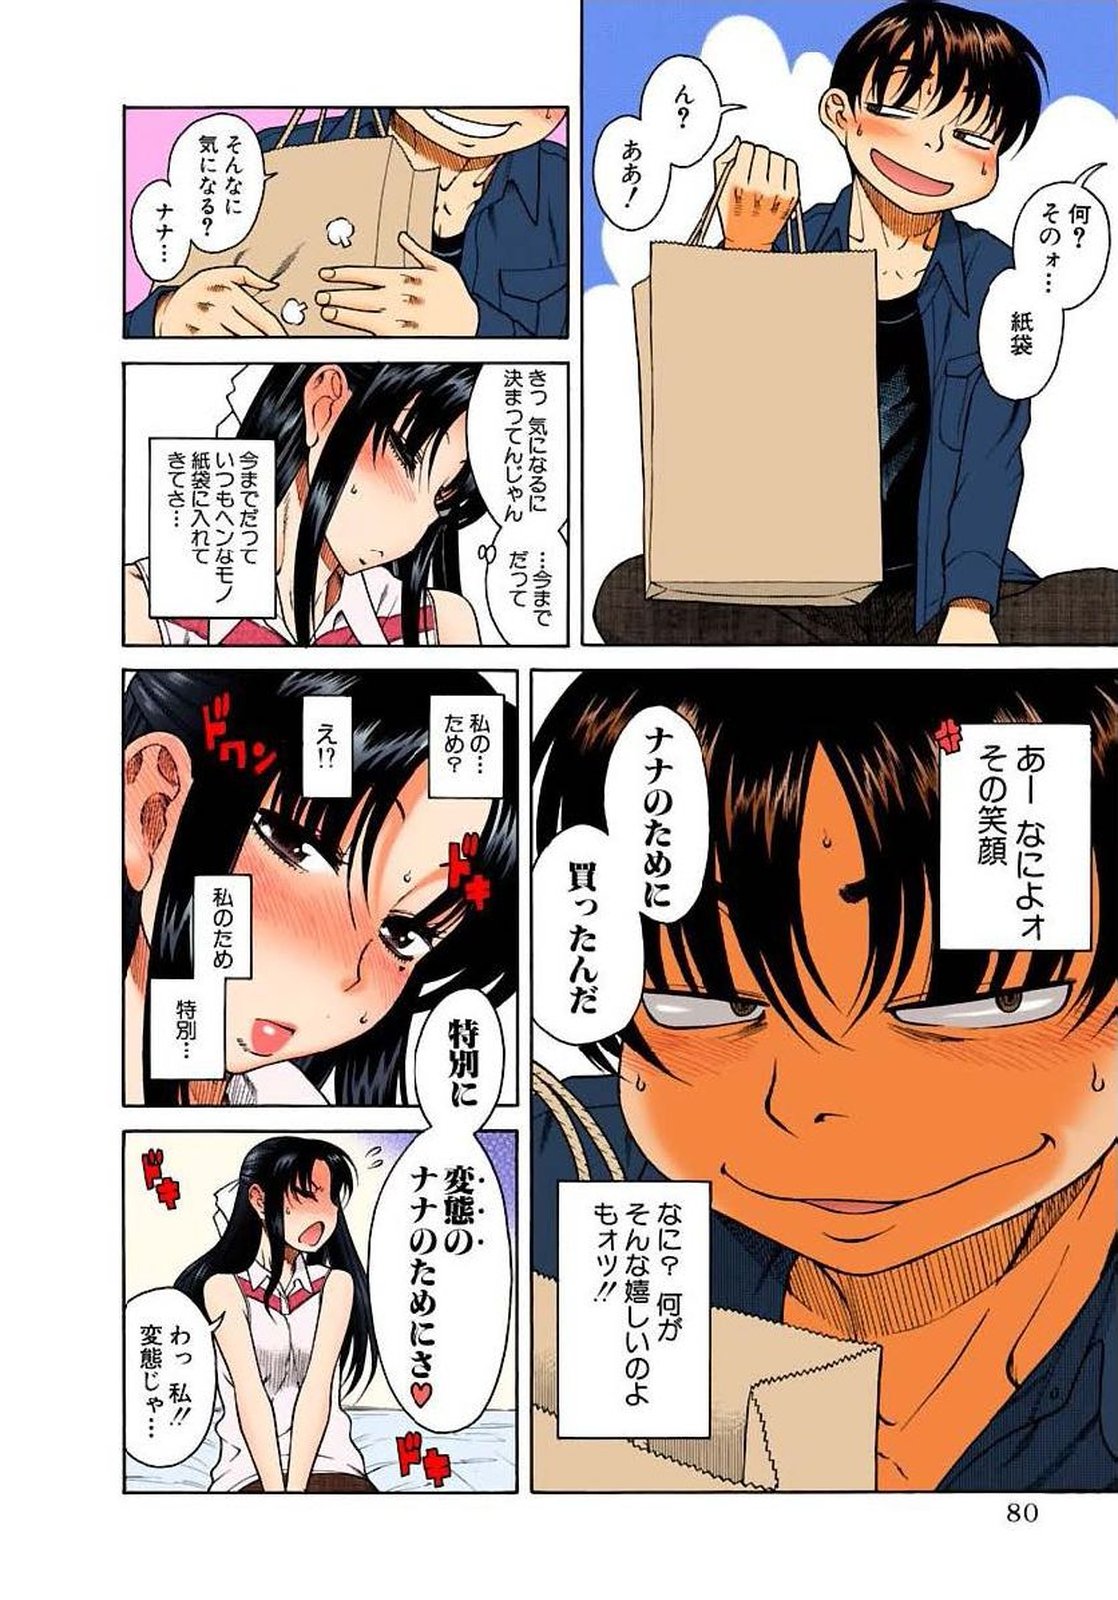 何?
そのォ…
紙袋
ん?
ああ!
そんなに
気になる?
ナナ…
きっ 気になるに
決まってんじゃん
…今まで
だって
今までだって
いつもヘンなモノ
紙袋に入れて
きてさ…
あー なによォ
その笑顔
ナナのために
買ったんだ
なに? 何が
そんな嬉しいのよ
もォッ!!
私の…
ため?
え!?
ドワンッ
ドキ
私のため
特別…
特別に
変態の
ナナのためにさ♥
ドキ
わっ 私!!
変態じゃ…
ドキ
80